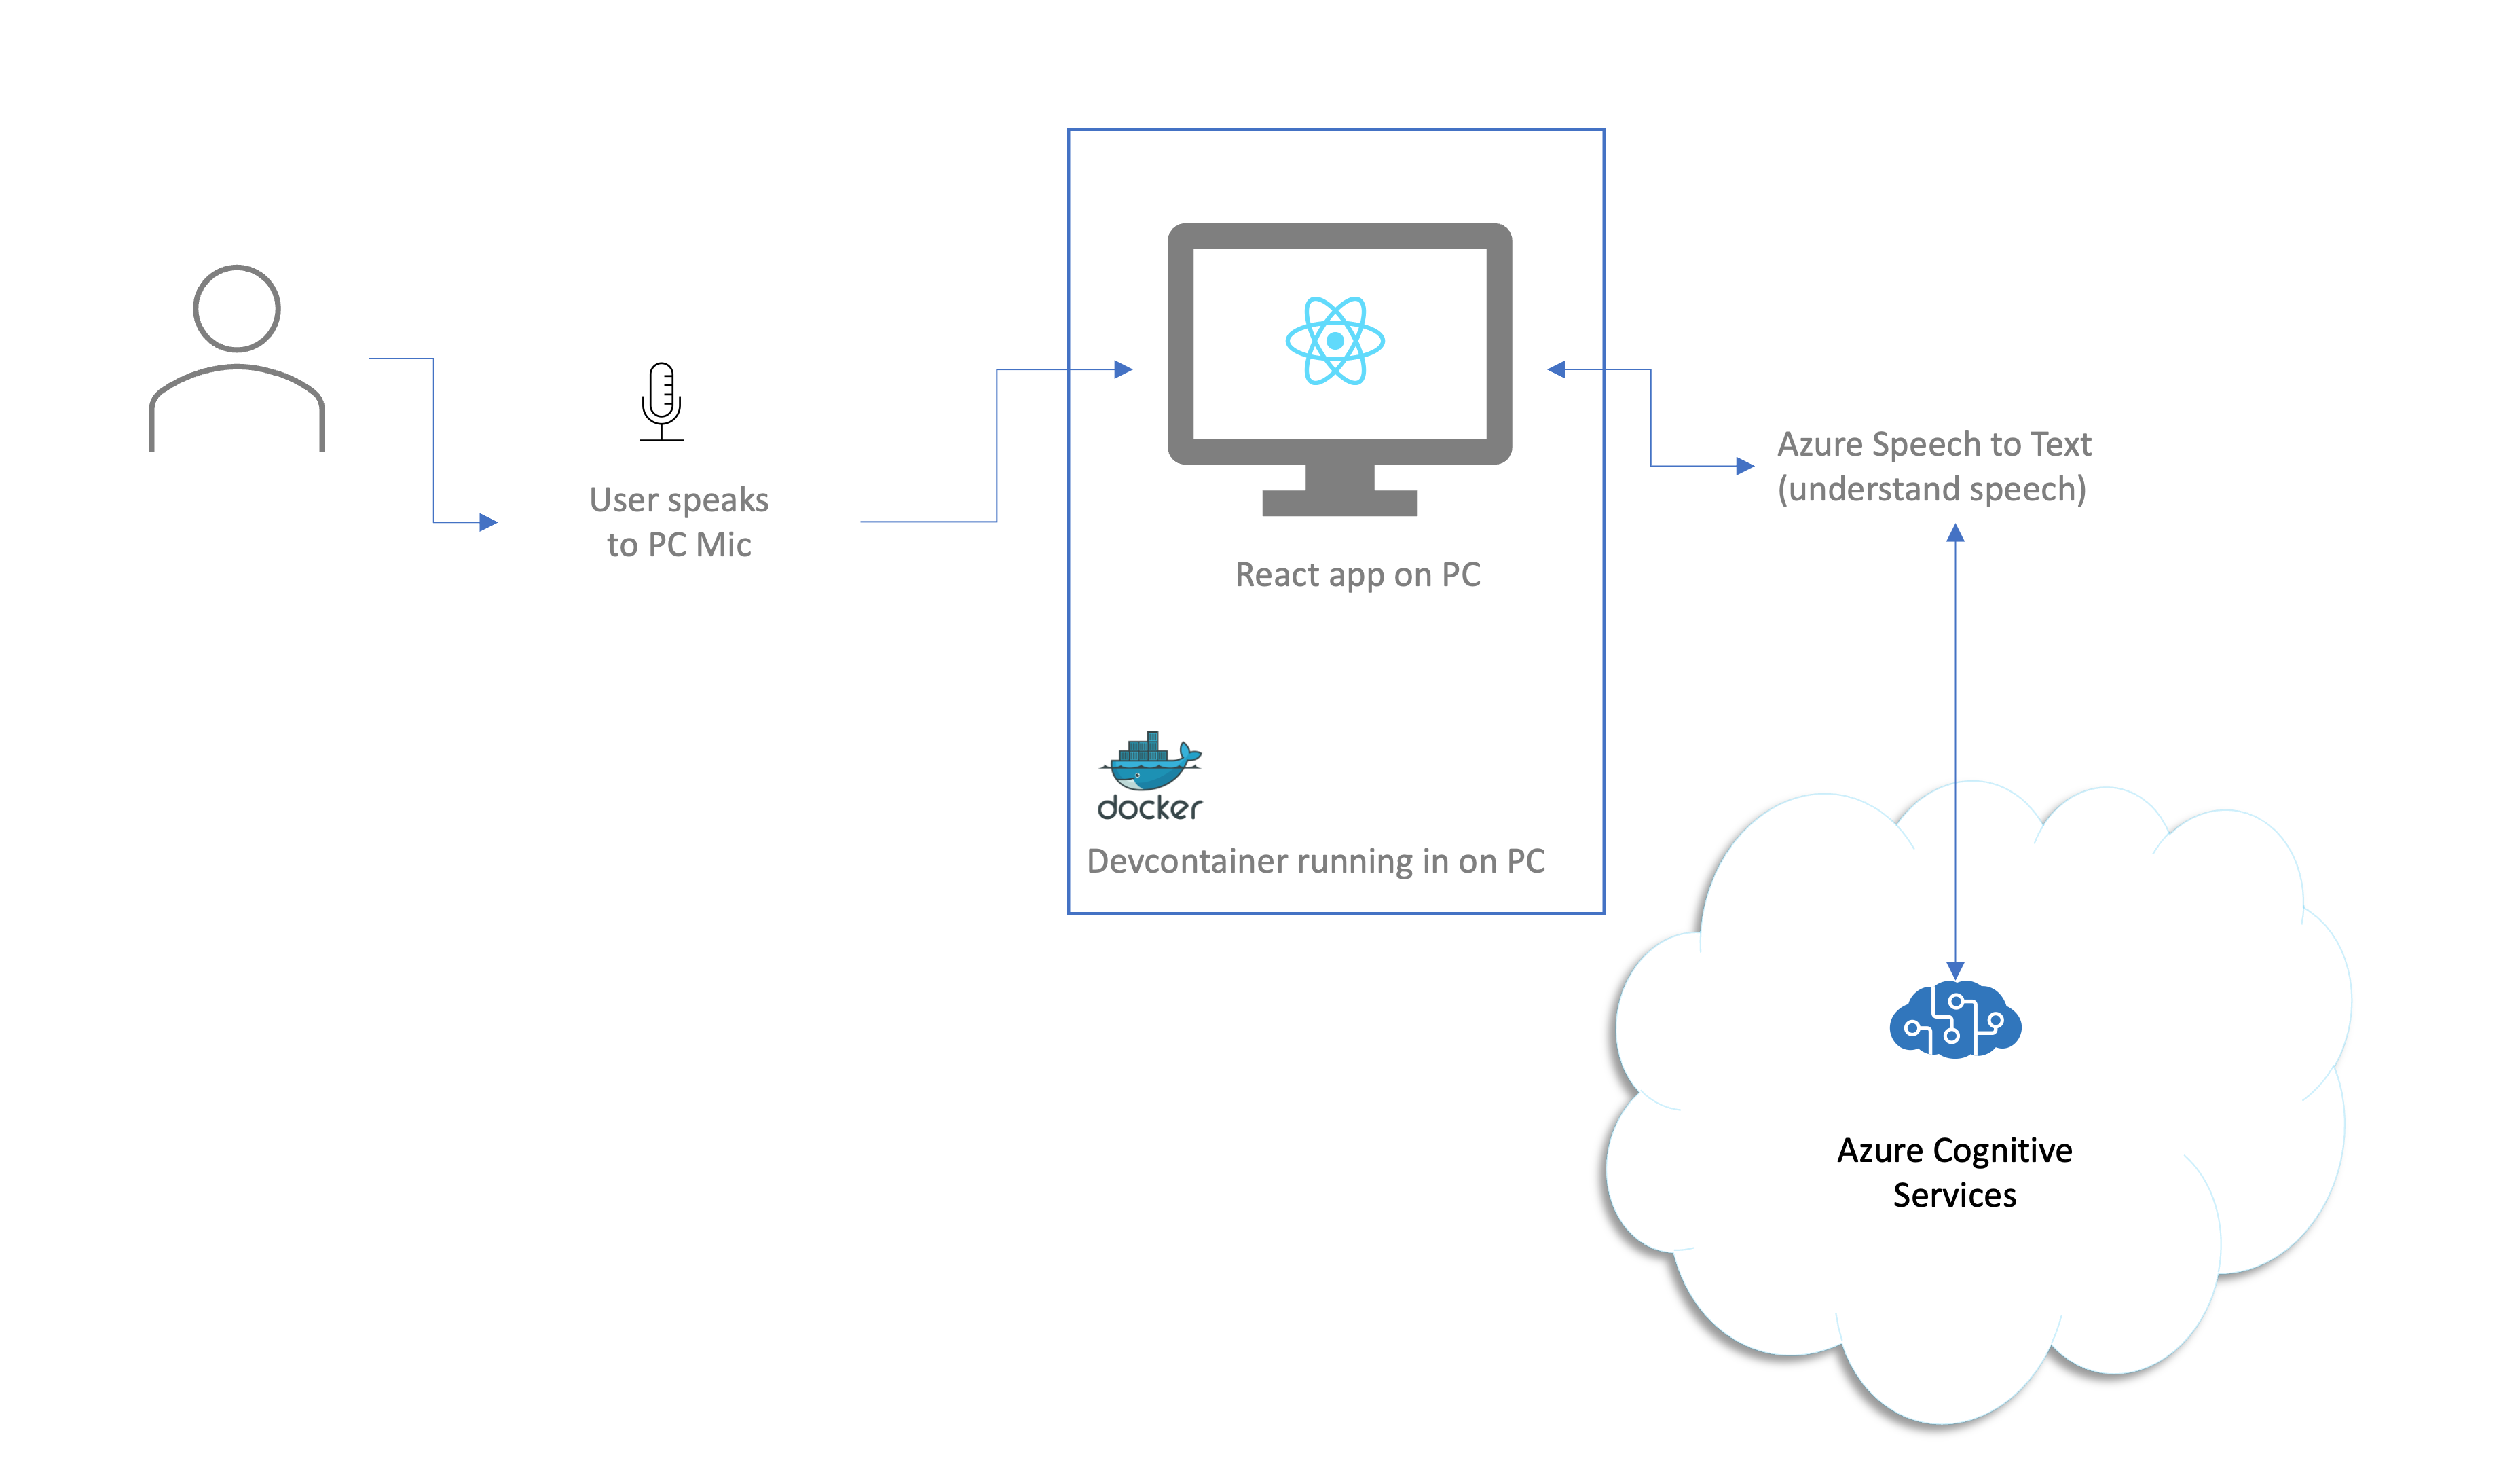 User speaks
to PC Mic
React app on PC
Azure Speech to Text
(understand speech)
docker
Devcontainer running in on PC
Azure Cognitive
Services